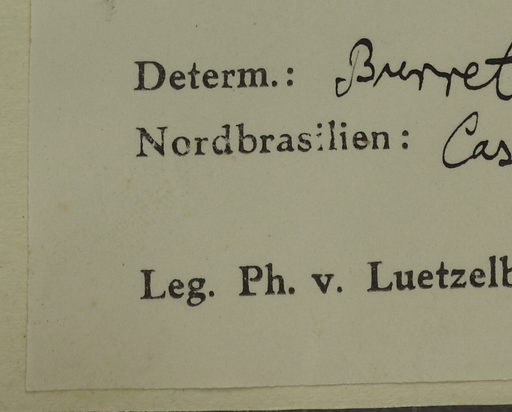 Determ.: Burret
Nordbrasilien: Cas
Leg. Ph. v. Luetzelb